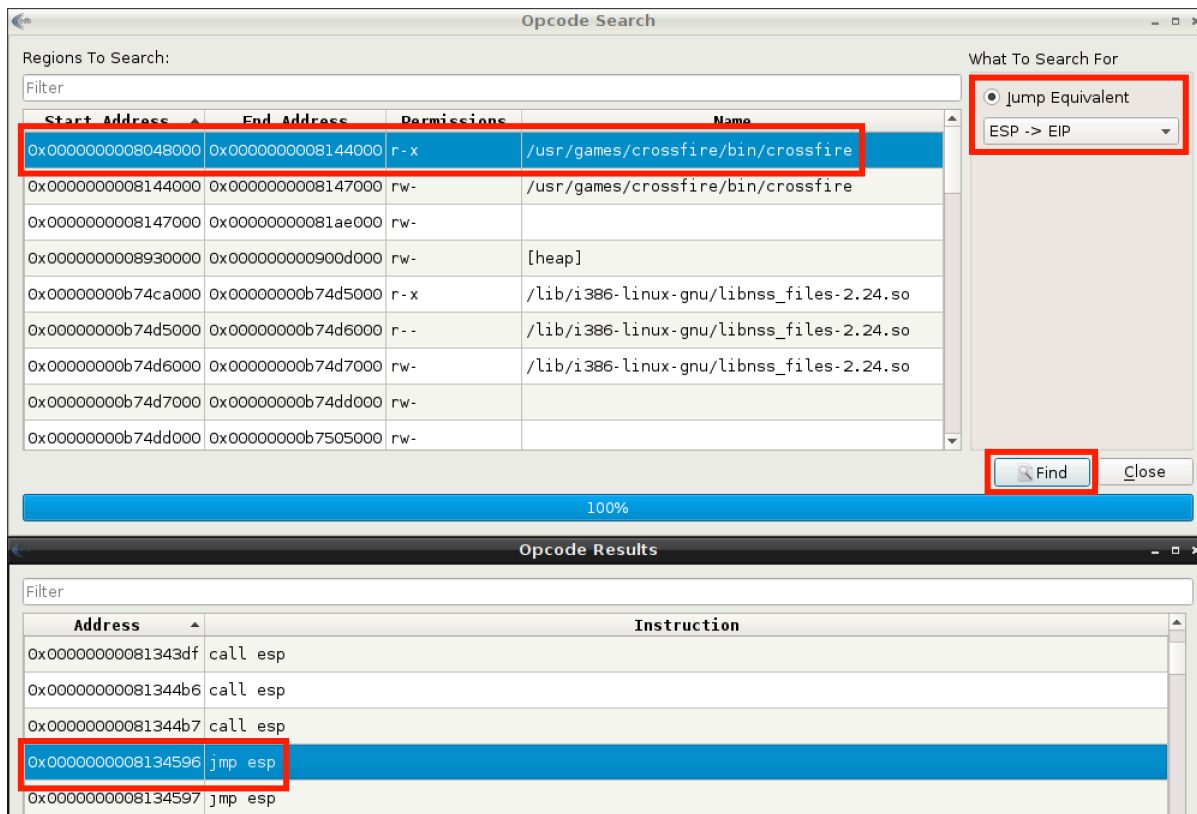 Opcode Search
Regions To Search:
What To Search For
Filter
Jump Equivalent
ESP -> EIP
Start Address End Address Permissions Name
0x0000000008048000 0x0000000008144000 r-x /usr/games/crossfire/bin/crossfire
0x0000000008144000 0x0000000008147000 rw- /usr/games/crossfire/bin/crossfire
0x0000000008147000 0x00000000081ae000 rw-
0x0000000008930000 0x000000000900d000 rw- [heap]
0x00000000b74ca000 0x00000000b74d5000 r-x /lib/i386-linux-gnu/libnss_files-2.24.so
0x00000000b74d5000 0x00000000b74d6000 r-- /lib/i386-linux-gnu/libnss_files-2.24.so
0x00000000b74d6000 0x00000000b74d7000 rw- /lib/i386-linux-gnu/libnss_files-2.24.so
0x00000000b74d7000 0x00000000b74dd000 rw-
0x00000000b74dd000 0x00000000b7505000 rw-
Find Close
100%
Opcode Results
Filter
Address Instruction
0x00000000081343df call esp
0x00000000081344b6 call esp
0x00000000081344b7 call esp
0x0000000008134596 jmp esp
0x0000000008134597 jmp esp